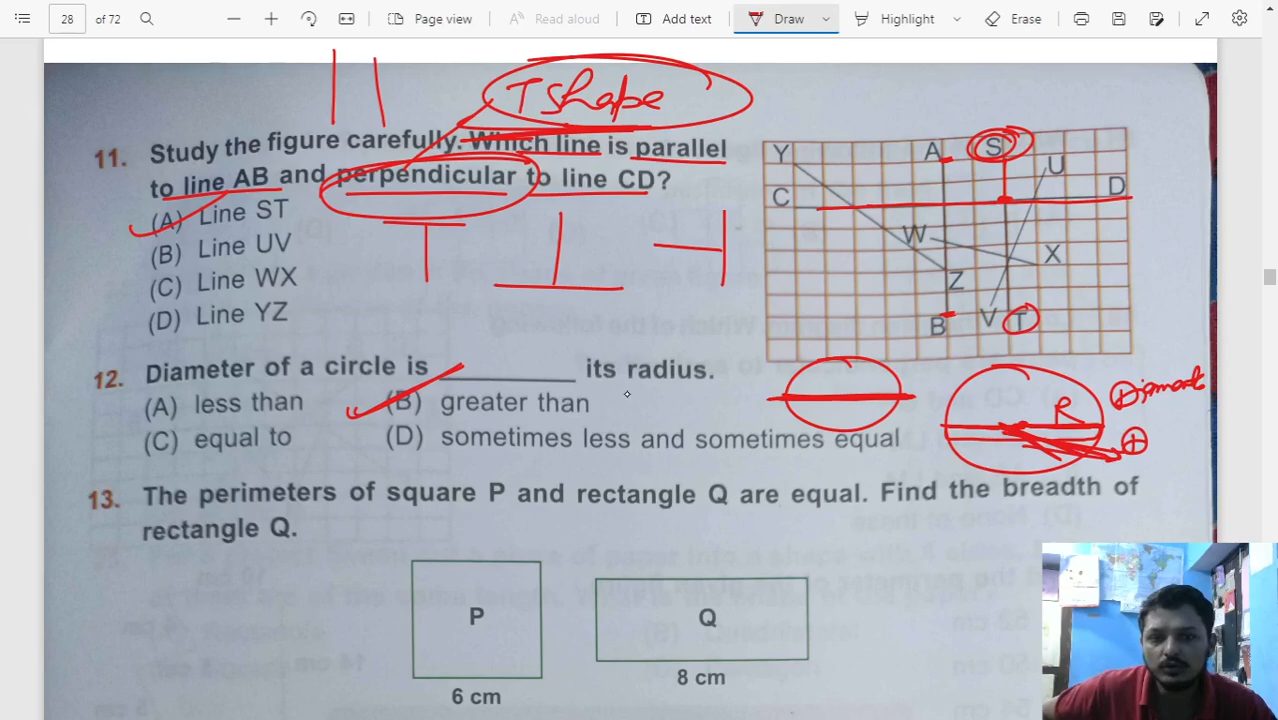 28 of 72 Page view Read aloud Add text Draw Highlight Erase
T Shape
11. Study the figure carefully. Which line is parallel
to line AB and perpendicular to line CD?
(A) Line ST
(B) Line UV
(C) Line WX
(D) Line YZ
Y A S U
C D
W X
Z
B V T
12. Diameter of a circle is __________ its radius.
(A) less than (B) greater than
(C) equal to (D) sometimes less and sometimes equal
R
13. The perimeters of square P and rectangle Q are equal. Find the breadth of
rectangle Q.
P Q
6 cm 8 cm